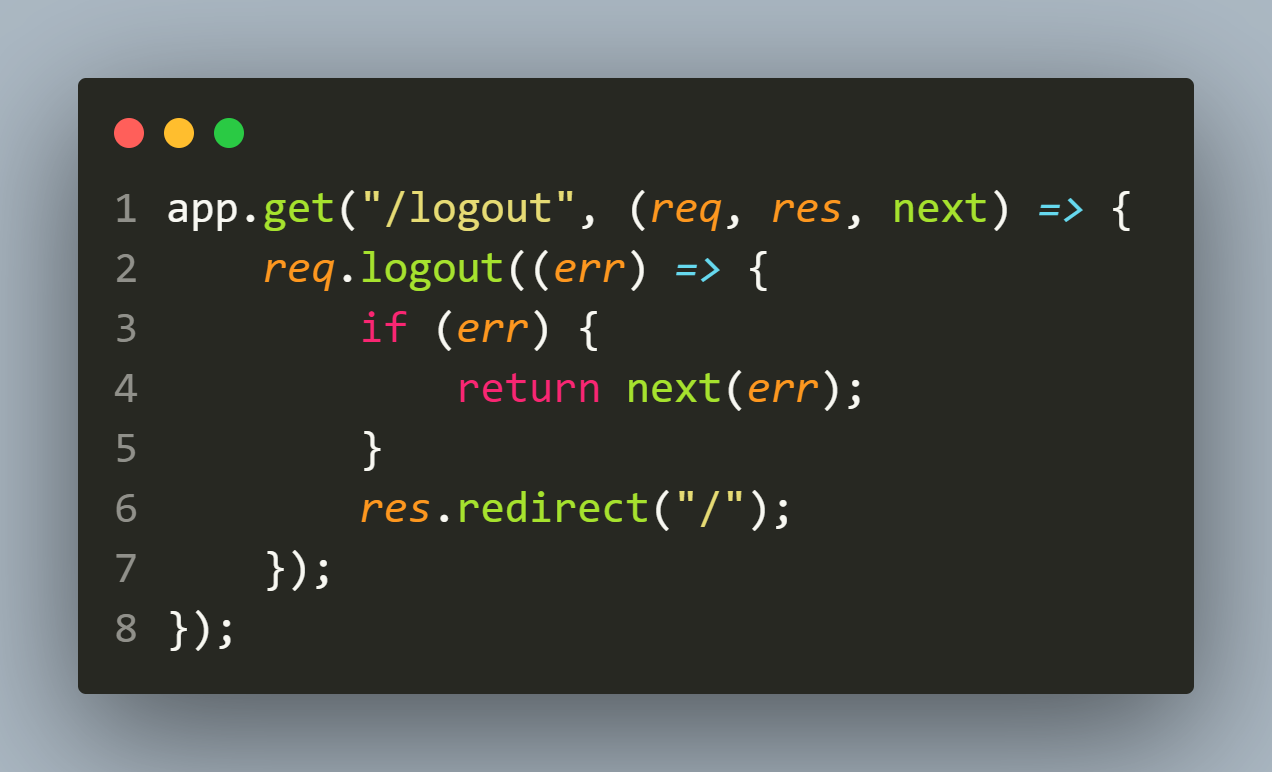 1 app.get("/logout", (req, res, next) => {
2     req.logout((err) => {
3         if (err) {
4             return next(err);
5         }
6         res.redirect("/");
7     });
8 });